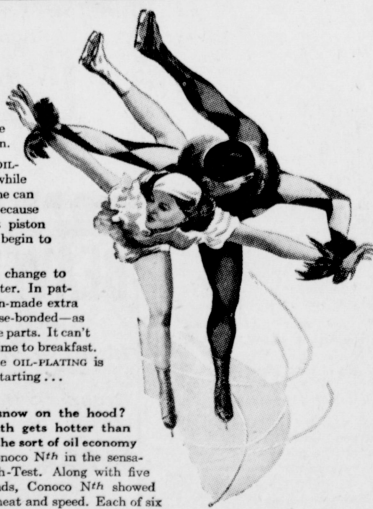 e
n.
OIL-
while
ne can
ecause
piston
begin to
change to
ter. In pat-
n-made extra
se-bonded—as
e parts. It can't
me to breakfast.
e OIL-PLATING is
tarting . . .
now on the hood?
th gets hotter than
he sort of oil economy
noco Nth in the sensa-
h-Test. Along with five
ds, Conoco Nth showed
heat and speed. Each of six